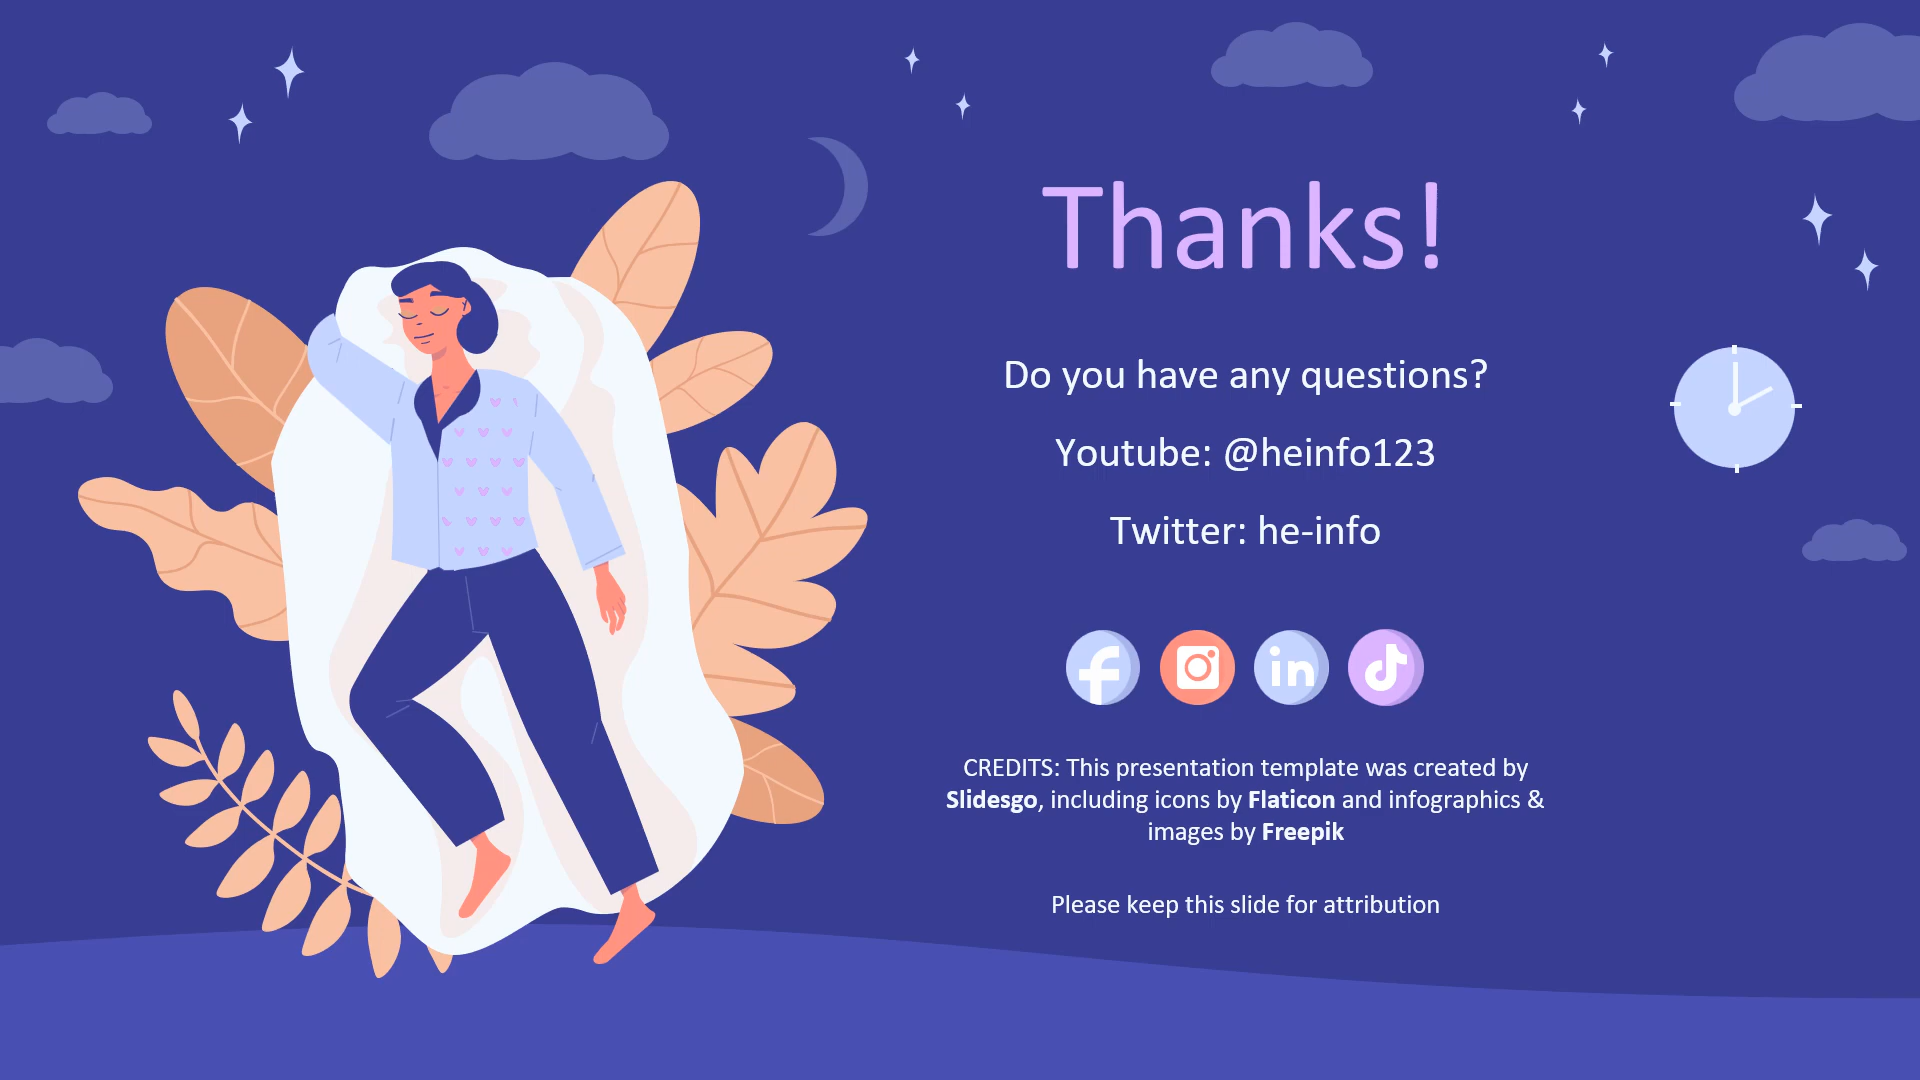 Thanks!
Do you have any questions?
Youtube: @heinfo123
Twitter: he-info
in
CREDITS: This presentation template was created by
Slidesgo, including icons by Flaticon and infographics &
images by Freepik
Please keep this slide for attribution